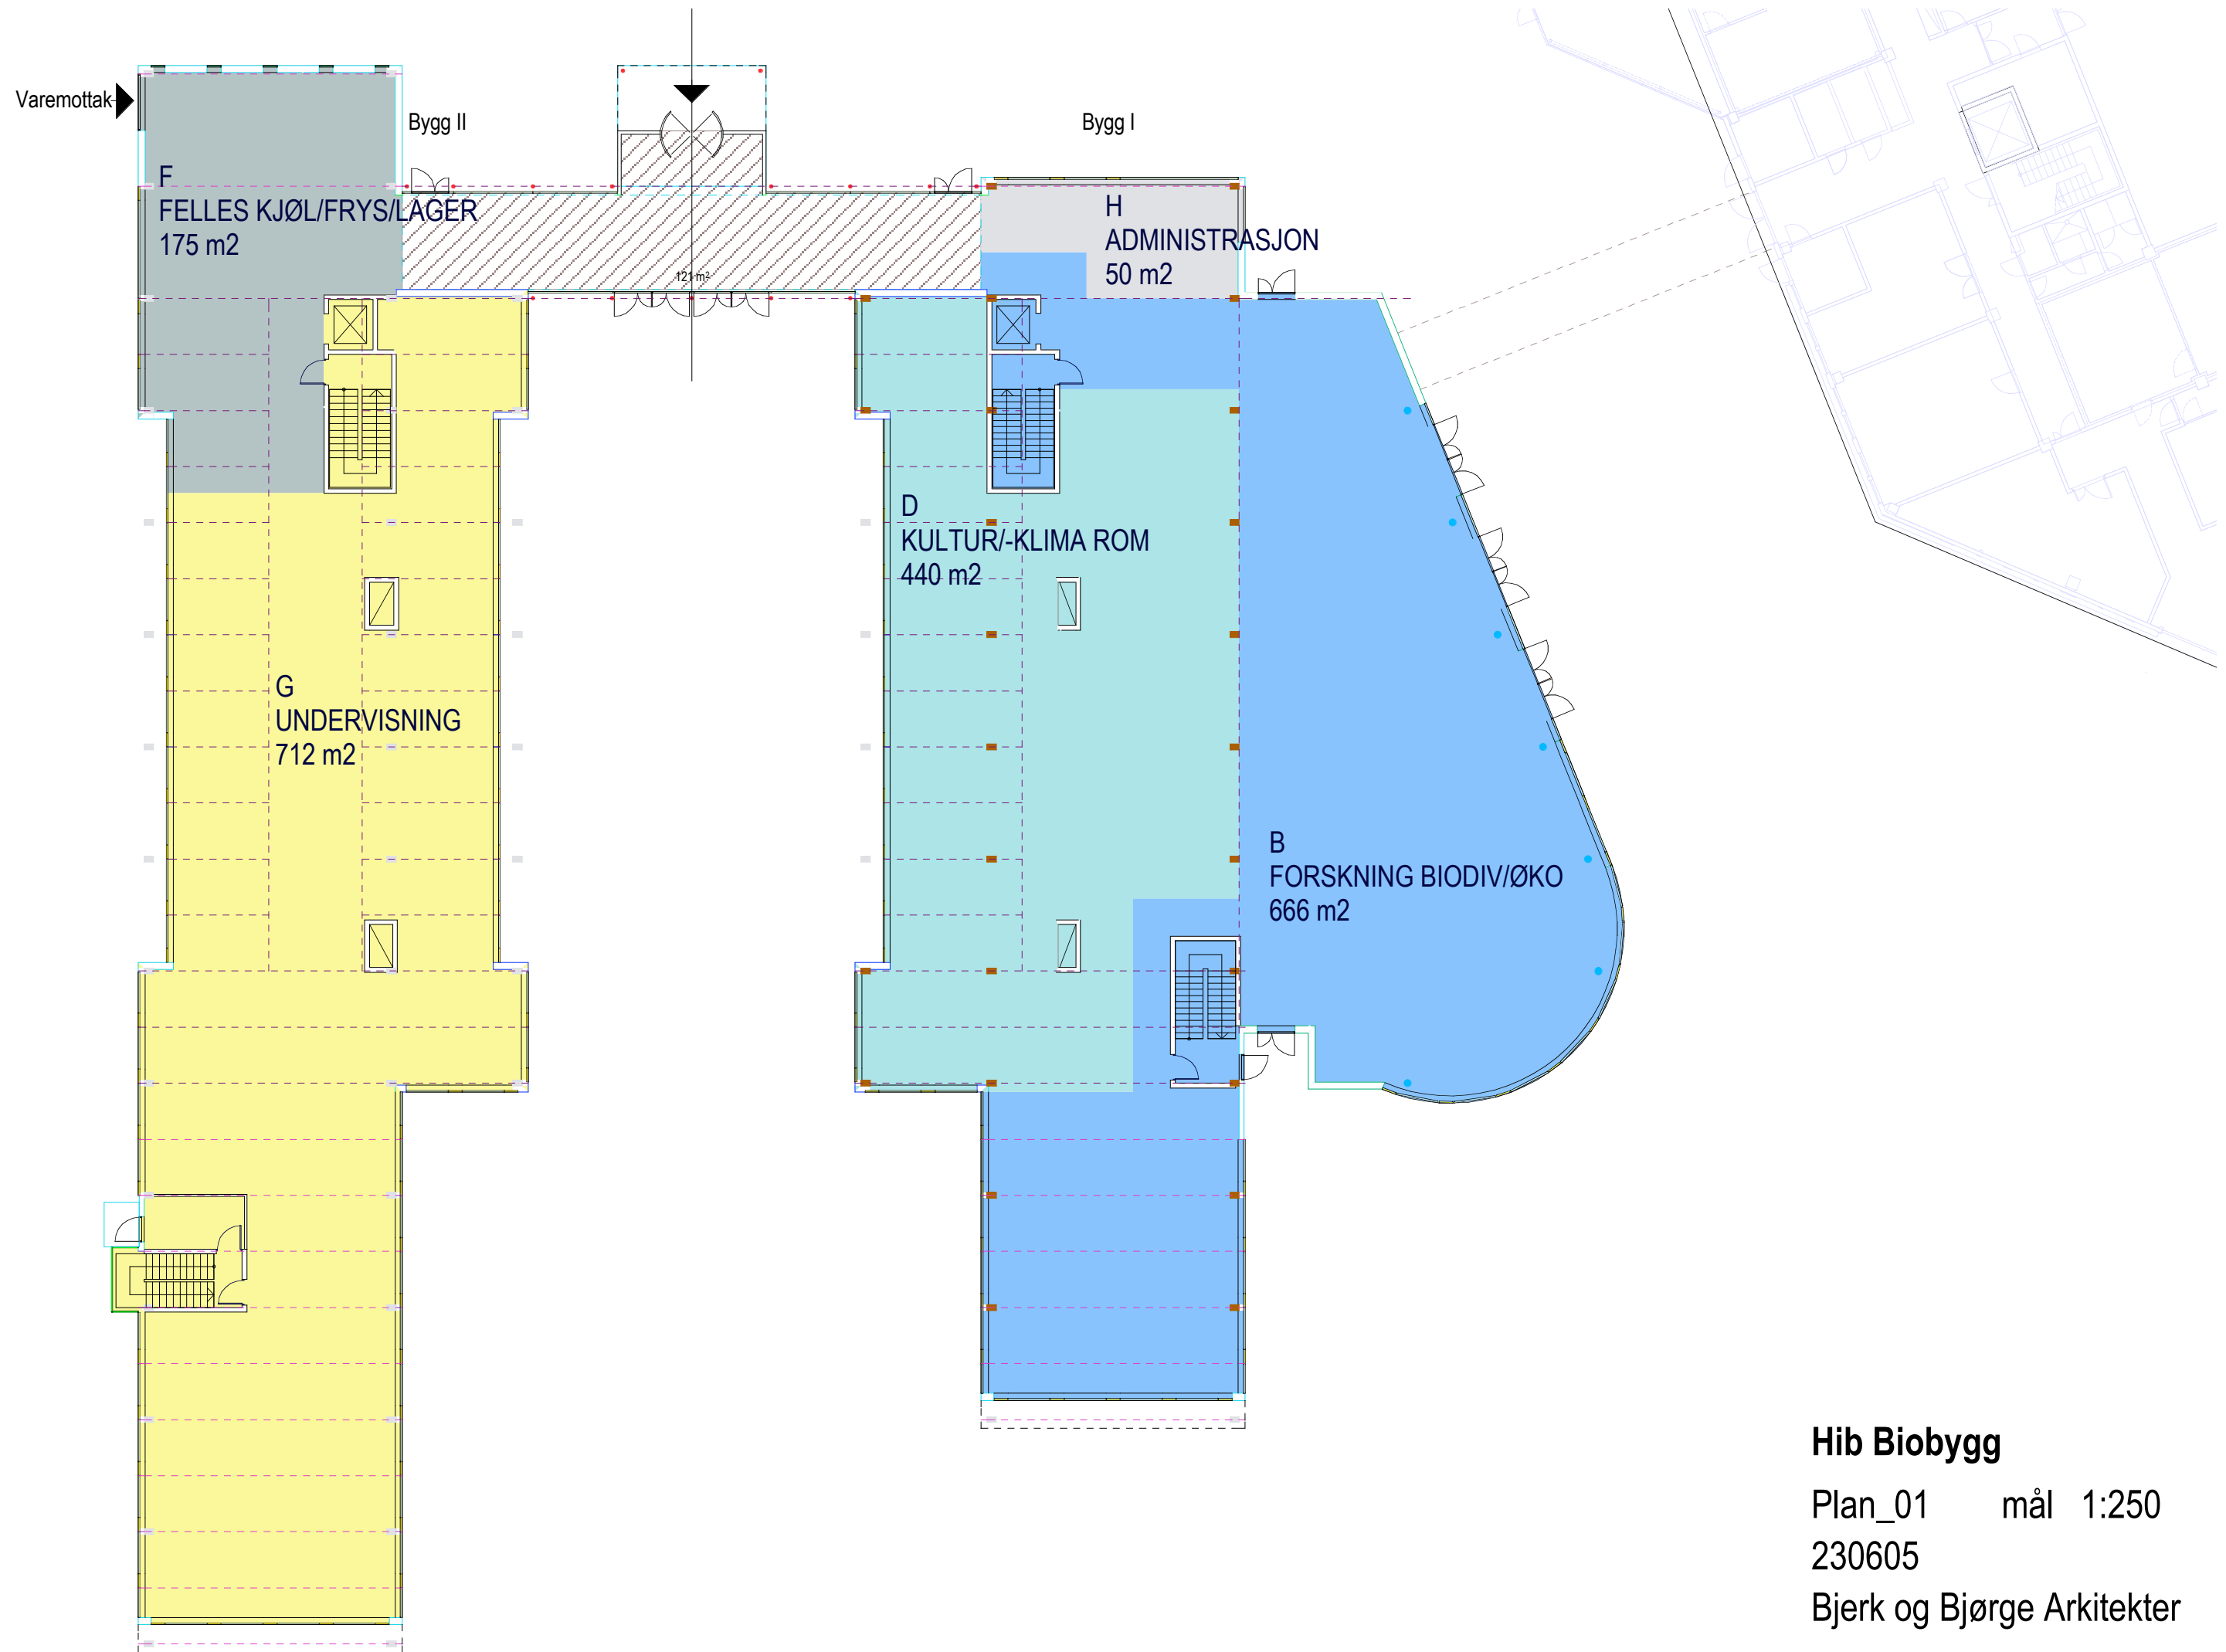 Varemottak
Bygg II
Bygg I
F
FELLES KJØL/FRYS/LAGER
175 m2
H
ADMINISTRASJON
50 m2
121 m²
D
KULTUR/-KLIMA ROM
440 m2
G
UNDERVISNING
712 m2
B
FORSKNING BIODIV/ØKO
666 m2
Hib Biobygg
Plan_01 mål 1:250
230605
Bjerk og Bjørge Arkitekter